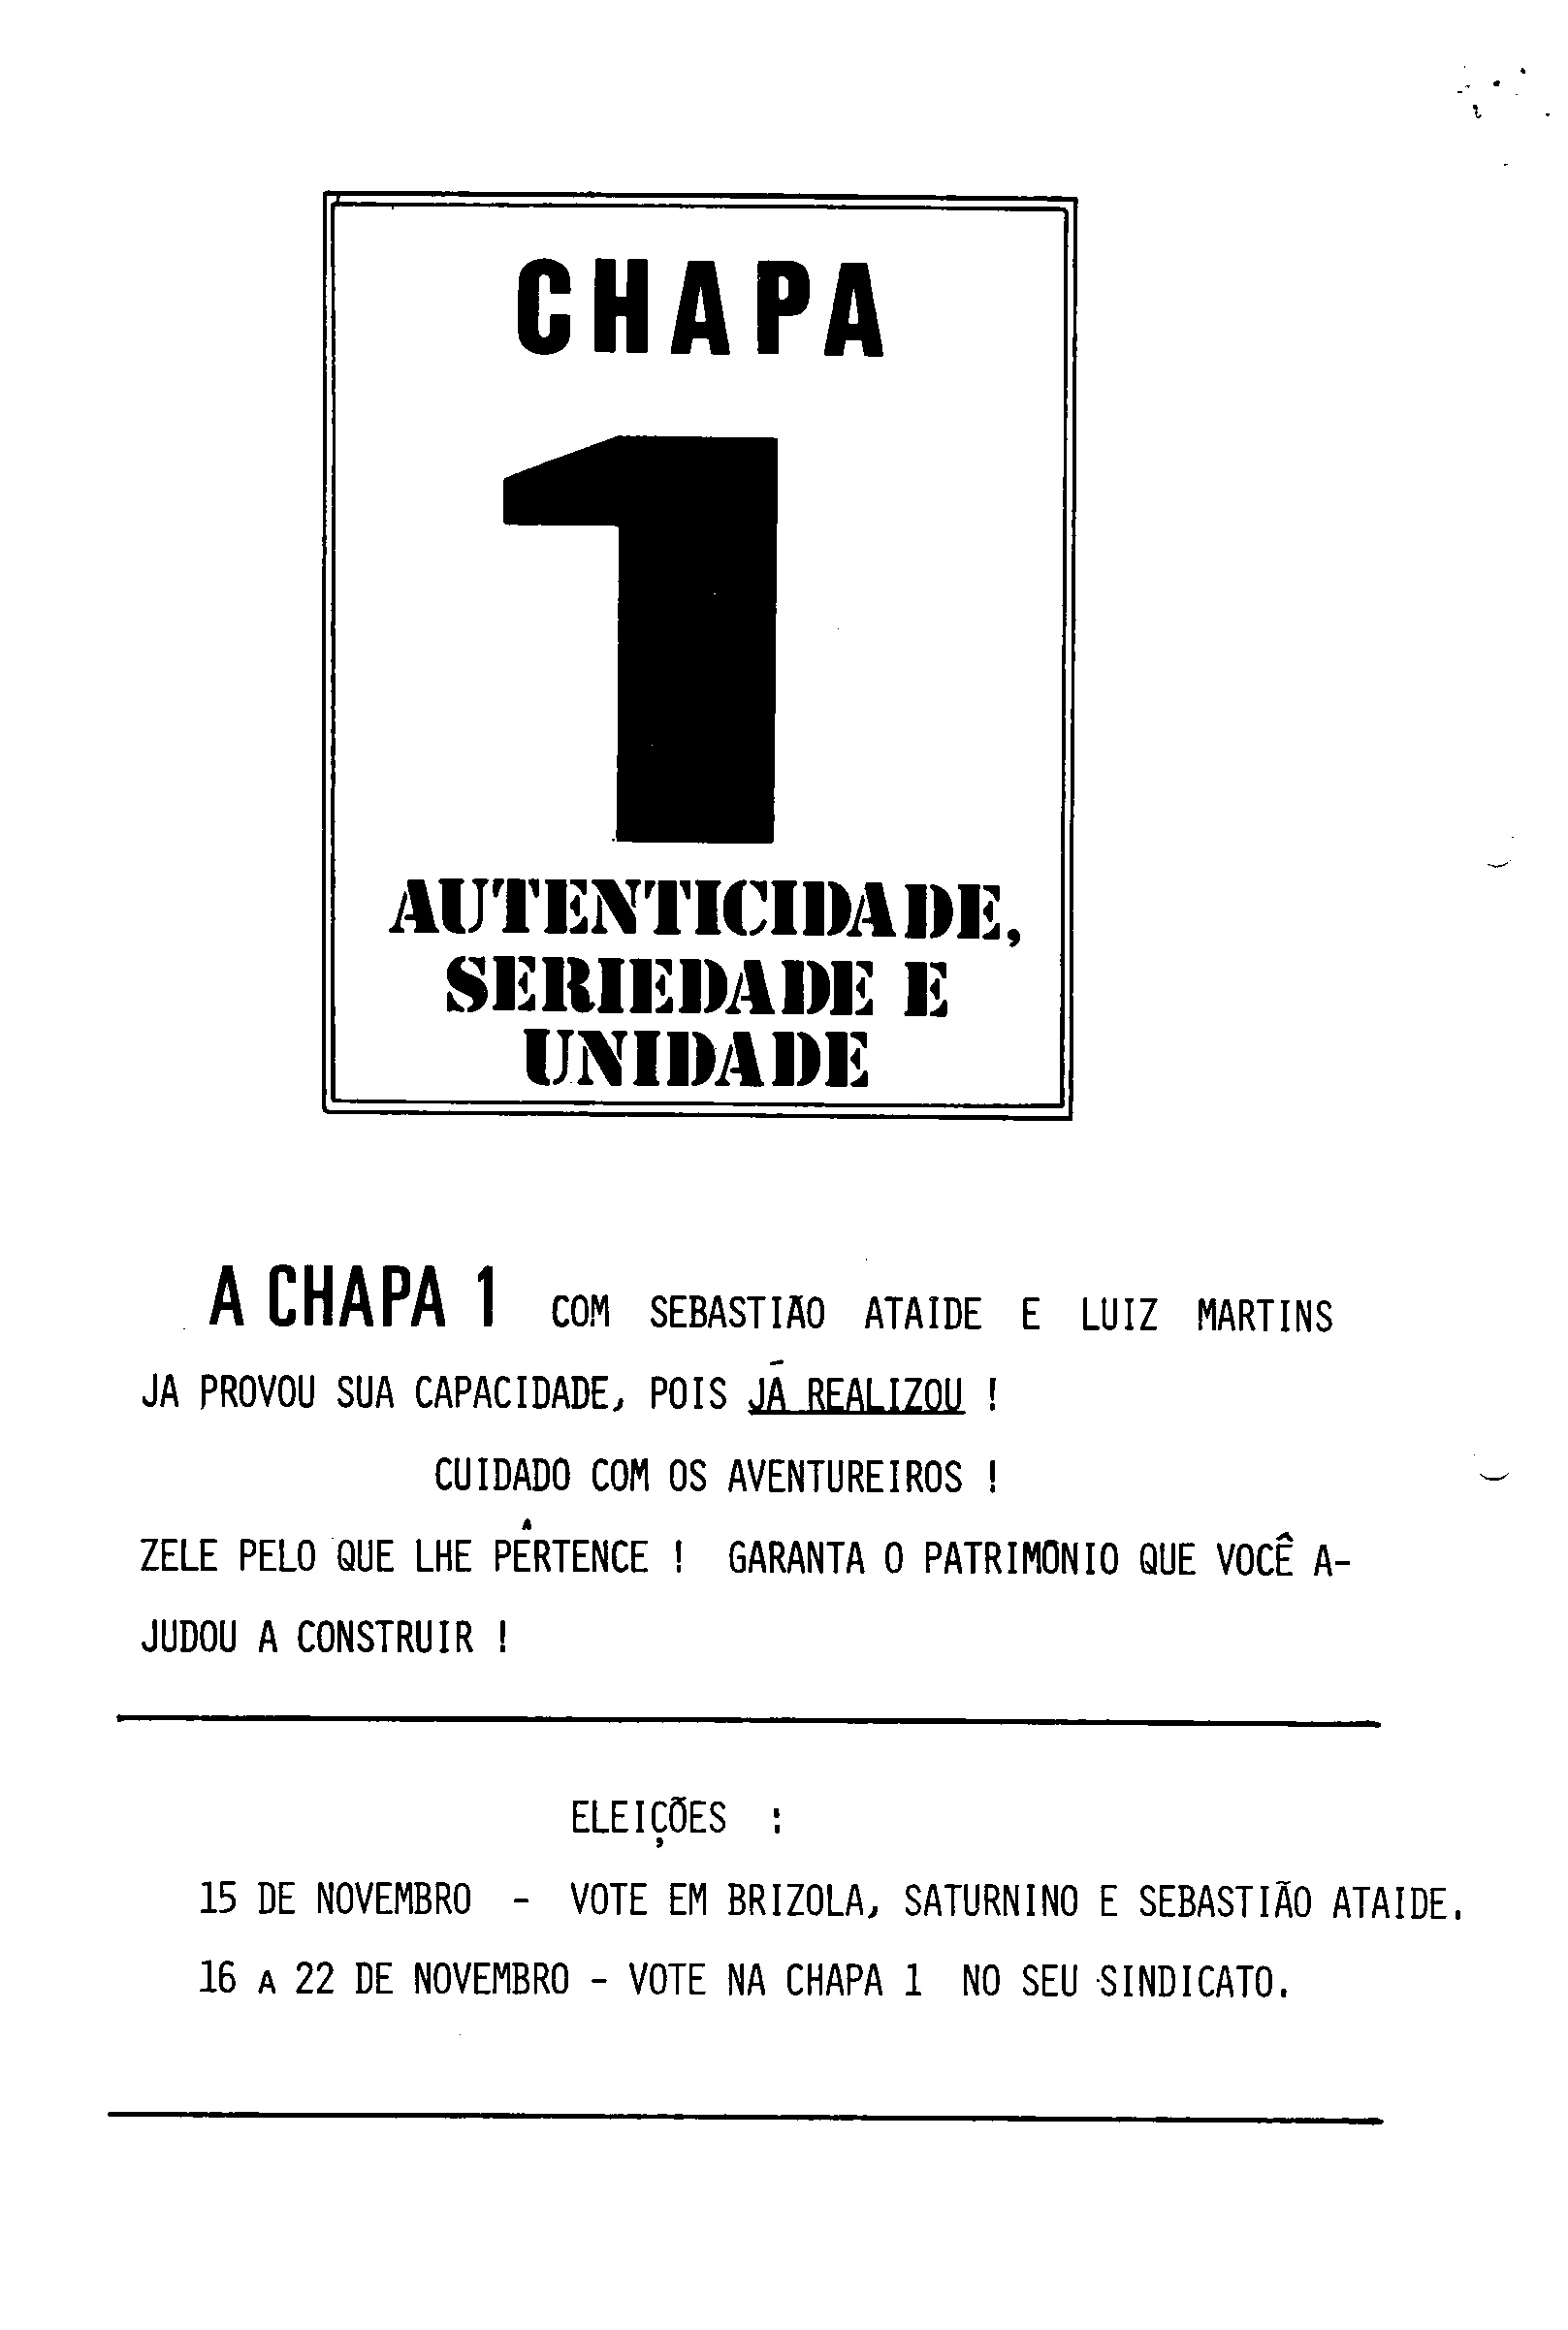 CHAPA
1
AUTENTICIDADE,
SERIEDADE E
UNIDADE
A CHAPA 1 COM SEBASTIÃO ATAIDE E LUIZ MARTINS
JA PROVOU SUA CAPACIDADE, POIS JÁ REALIZOU !
CUIDADO COM OS AVENTUREIROS !
ZELE PELO QUE LHE PÊRTENCE ! GARANTA O PATRIMONIO QUE VOCÊ A-
JUDOU A CONSTRUIR !
ELEIÇÕES :
15 DE NOVEMBRO - VOTE EM BRIZOLA, SATURNINO E SEBASTIÃO ATAIDE.
16 A 22 DE NOVEMBRO - VOTE NA CHAPA 1 NO SEU SINDICATO.